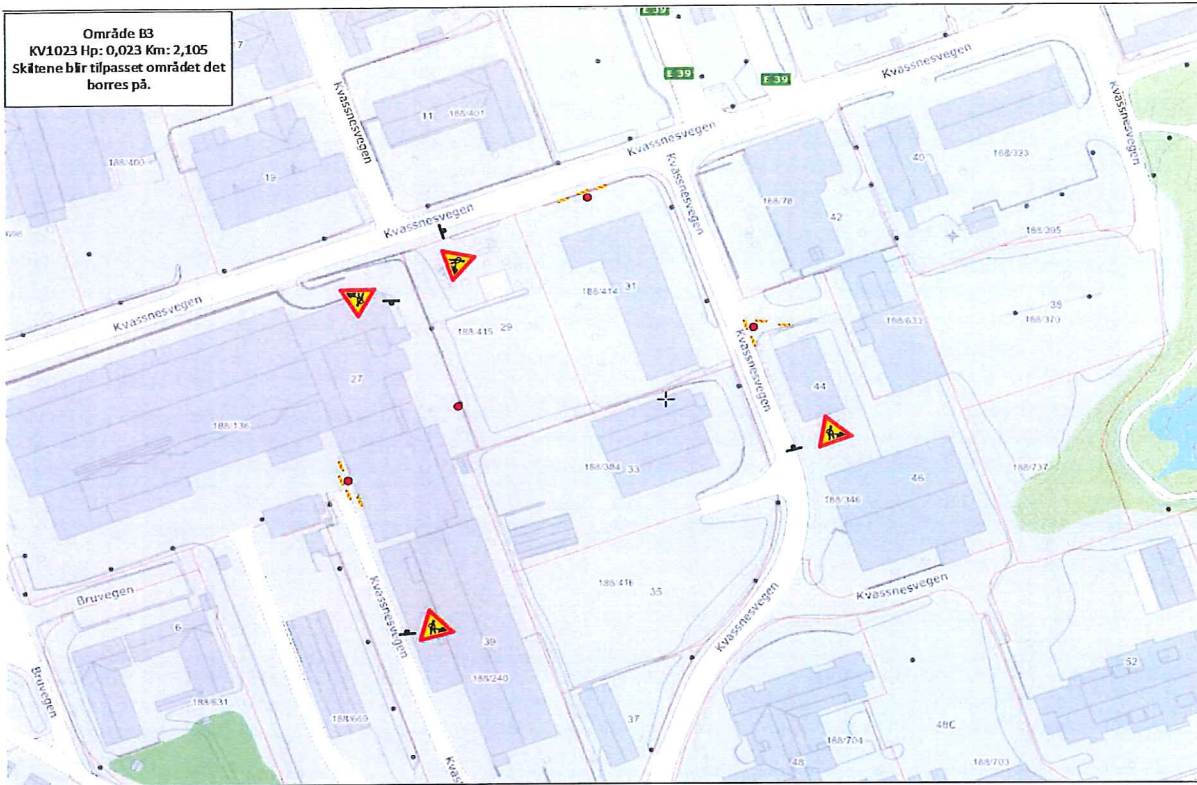 Område B3
KV1023 Hp: 0,023 Km: 2,105
Skiltene blir tilpasset området det
borres på.
E 39
E 39
E 39
Kvassnesvegen
7
Kvassnesvegen
11
188/401
Kvassnesvegen
Kvassnesvegen
188/400
19
40
188/323
Kvassnesvegen
188/78
42
Kvassnesvegen
188/395
Kvassnesvegen
31
188/414
38
188/370
188/415
29
188/633
27
Kvassnesvegen
44
188/136
188/384
33
188/737
46
188/346
188/416
35
Kvassnesvegen
Bruvegen
Kvassnesvegen
Kvassnesvegen
6
39
52
188/240
Bruvegen
188/631
188/669
37
48C
188/704
48
188/703